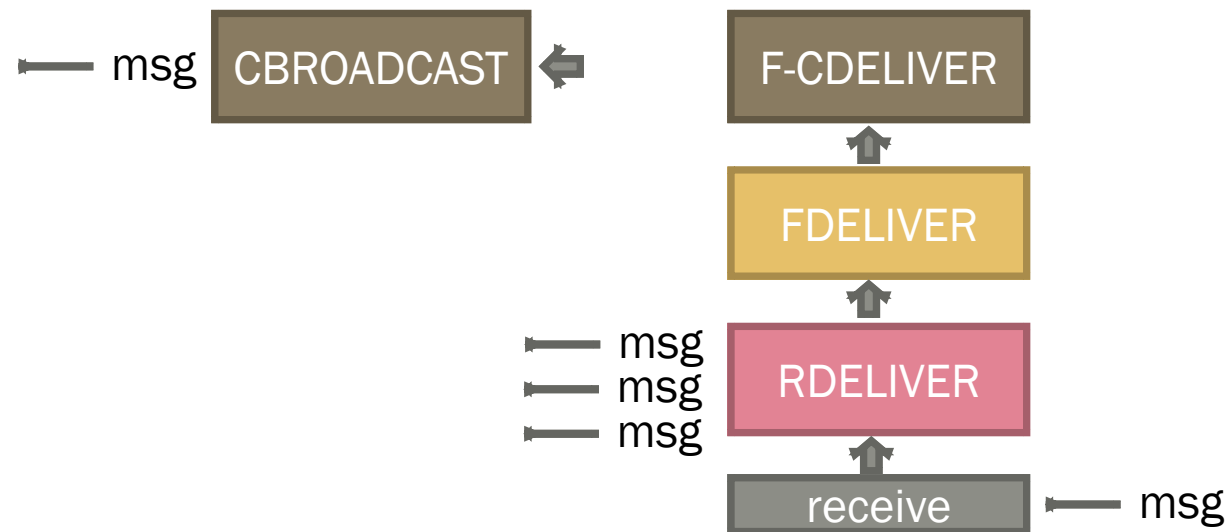 msg
CBROADCAST
F-CDELIVER
FDELIVER
msg
msg
msg
RDELIVER
receive
msg